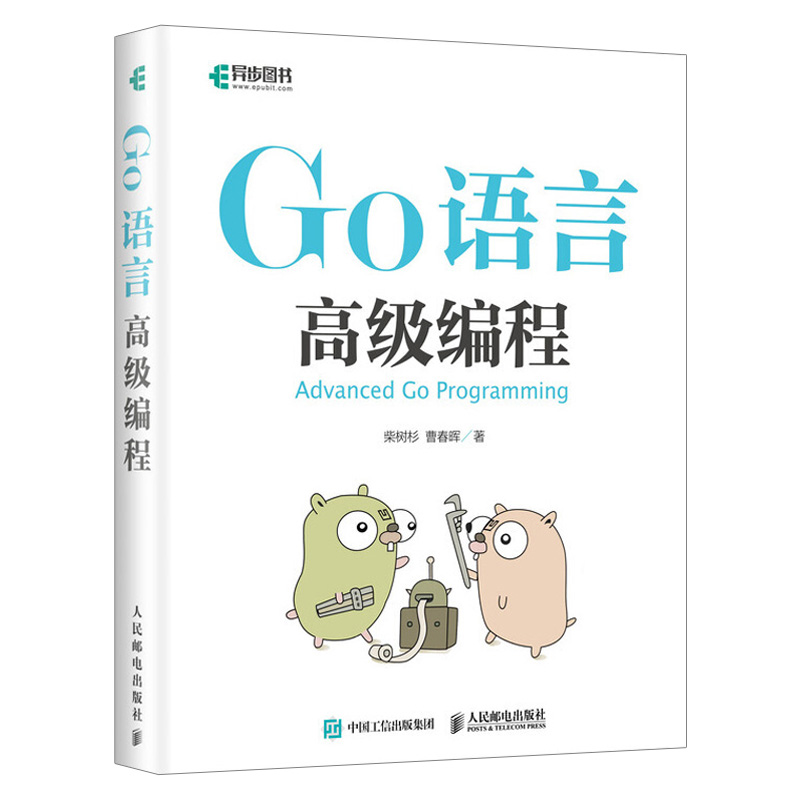 Go
语言
高级编程
人民邮电出版社
异步图书
www.epubit.com
Go语言
高级编程
Advanced Go Programming
柴树杉 曹春晖/著
中国工信出版集团
人民邮电出版社
POSTS & TELECOM PRESS